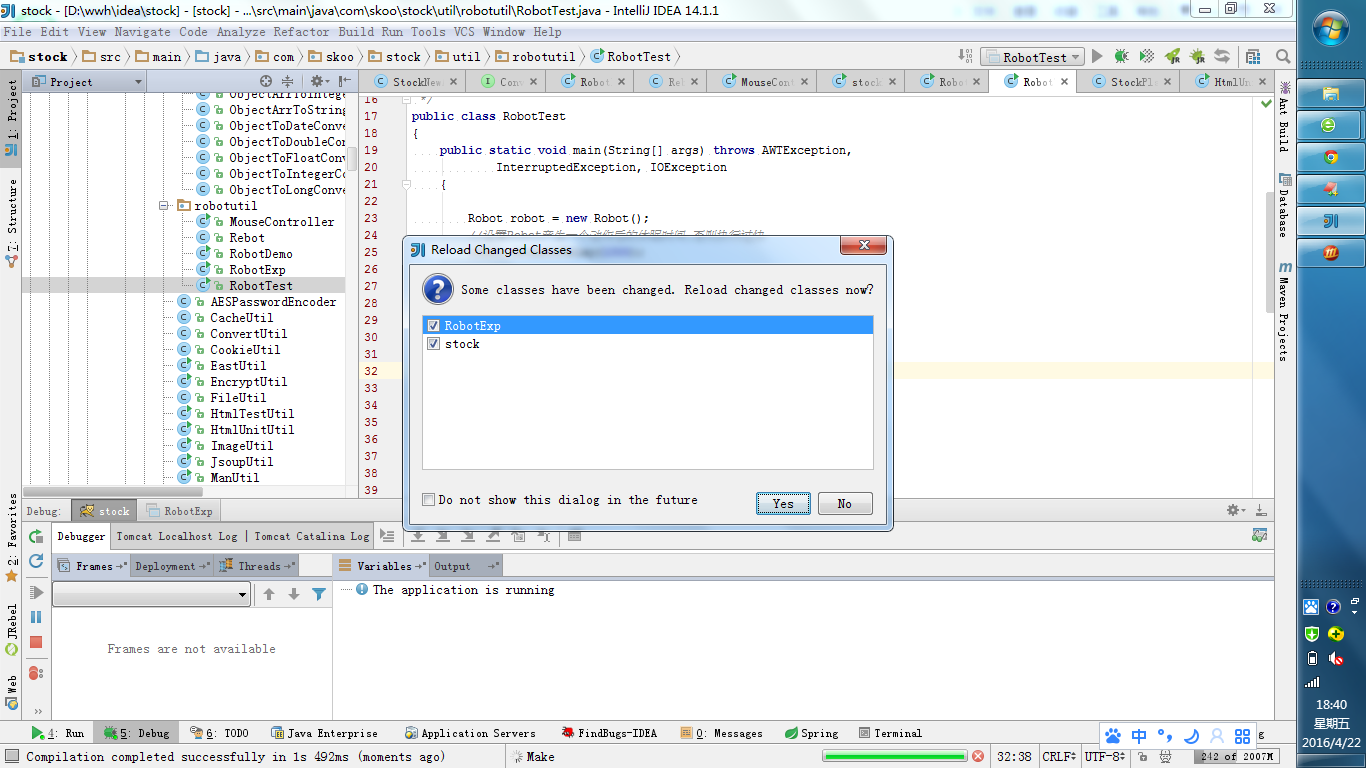 stock - [D:\wwh\idea\stock] - [stock] - ...\src\main\java\com\skoo\stock\util\robotutil\RobotTest.java - IntelliJ IDEA 14.1.1
File Edit View Navigate Code Analyze Refactor Build Run Tools VCS Window Help
stock src main java com skoo stock util robotutil RobotTest
RobotTest
Project
StockNew
Conv
Robot
Reb
MouseCont
stock
Robot
Robot
StockPl
HtmlUn
1: Project
7: Structure
2: Favorites
JRebel
Web
ObjectArrToInteg
ObjectArrToString
ObjectToDateConve
ObjectToDoubleCon
ObjectToFloatConv
ObjectToIntegerCo
ObjectToLongConve
robotutil
MouseController
Rebot
RobotDemo
RobotExp
RobotTest
AESPasswordEncoder
CacheUtil
ConvertUtil
CookieUtil
EastUtil
EncryptUtil
FileUtil
HtmlTestUtil
HtmlUnitUtil
ImageUtil
JsoupUtil
ManUtil
16 */
17 public class RobotTest
18 {
19 public static void main(String[] args) throws AWTException,
20 InterruptedException, IOException
21 {
22
23 Robot robot = new Robot();
24 //设置Robot产生一个动作后的休眠时间,否则执行过快
25
26
27
28
29
30
31
32
33
34
35
36
37
38
39
Reload Changed Classes
Some classes have been changed. Reload changed classes now?
RobotExp
stock
Do not show this dialog in the future
Yes No
Ant Build
Database
Maven Projects
Debug: stock RobotExp
Debugger Tomcat Localhost Log Tomcat Catalina Log
Frames Deployment Threads
Variables Output
The application is running
Frames are not available
4: Run 5: Debug 6: TODO Java Enterprise Application Servers FindBugs-IDEA 0: Messages Spring Terminal
中
Compilation completed successfully in 1s 492ms (moments ago)
Make
32:38 CRLF UTF-8 242 of 2007M
18:40
星期五
2016/4/22